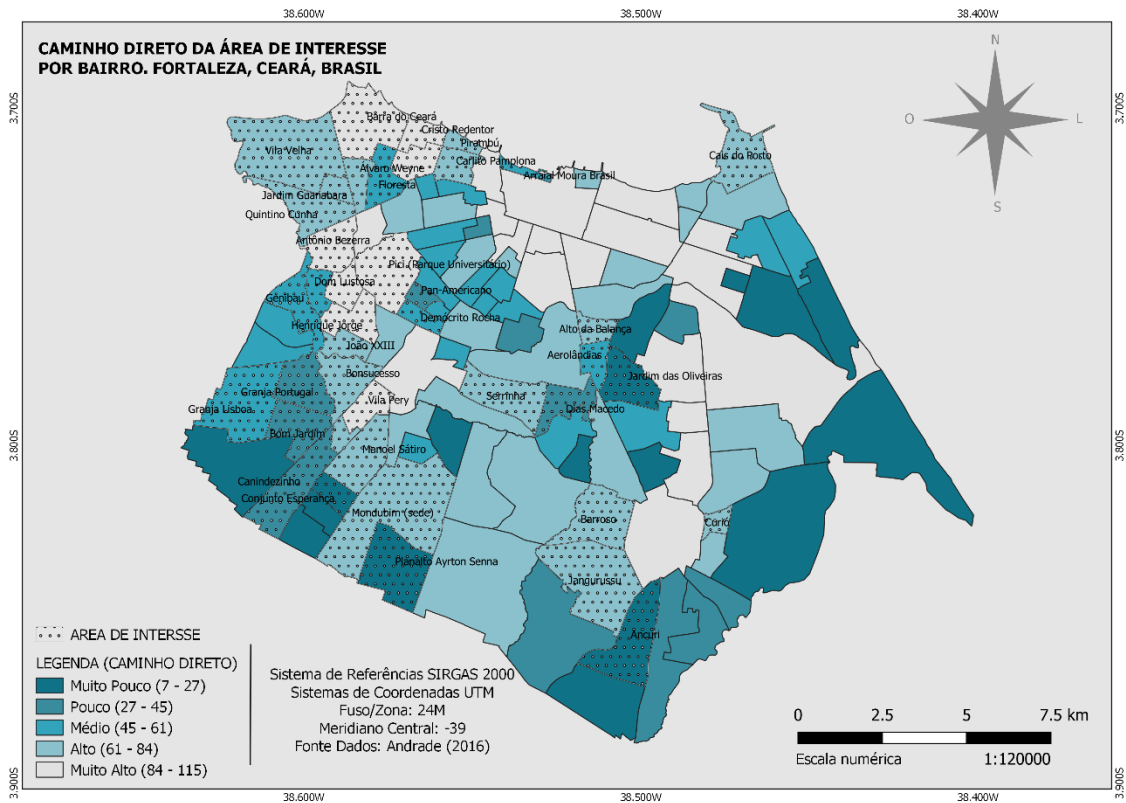 38.600W
38.500W
38.400W
CAMINHO DIRETO DA ÁREA DE INTERESSE
POR BAIRRO. FORTALEZA, CEARÁ, BRASIL
N
O
L
S
3.700S
3.700S
Barra do Ceará
Cristo Redentor
Pirambú
Vila Velha
Carlito Pamplona
Cais do Rosto
Álvaro Weyne
Arraial Moura Brasil
Floresta
Jardim Guanabara
Quintino Cunha
Antônio Bezerra
Pici (Parque Universitário)
Dom Lustosa
Pan-Americano
Genibaú
Demócrito Rocha
Henrique Jorge
Alto da Balança
João XXIII
Aerolândias
Bonsucesso
Jardim das Oliveiras
Granja Portugal
Serrinha
Vila Pery
Granja Lisboa
Dias Macedo
Bom Jardim
3.800S
3.800S
Manoel Sátiro
Canindezinho
Conjunto Esperança
Mondubim (sede)
Barroso
Corió
Planalto Ayrton Senna
Jangurussu
Ancuri
AREA DE INTERSSE
LEGENDA (CAMINHO DIRETO)
Muito Pouco (7 - 27)
Pouco (27 - 45)
Médio (45 - 61)
Alto (61 - 84)
Muito Alto (84 - 115)
Sistema de Referências SIRGAS 2000
Sistemas de Coordenadas UTM
Fuso/Zona: 24M
Meridiano Central: -39
Fonte Dados: Andrade (2016)
0 2.5 5 7.5 km
Escala numérica 1:120000
3.900S
3.900S
38.600W
38.500W
38.400W